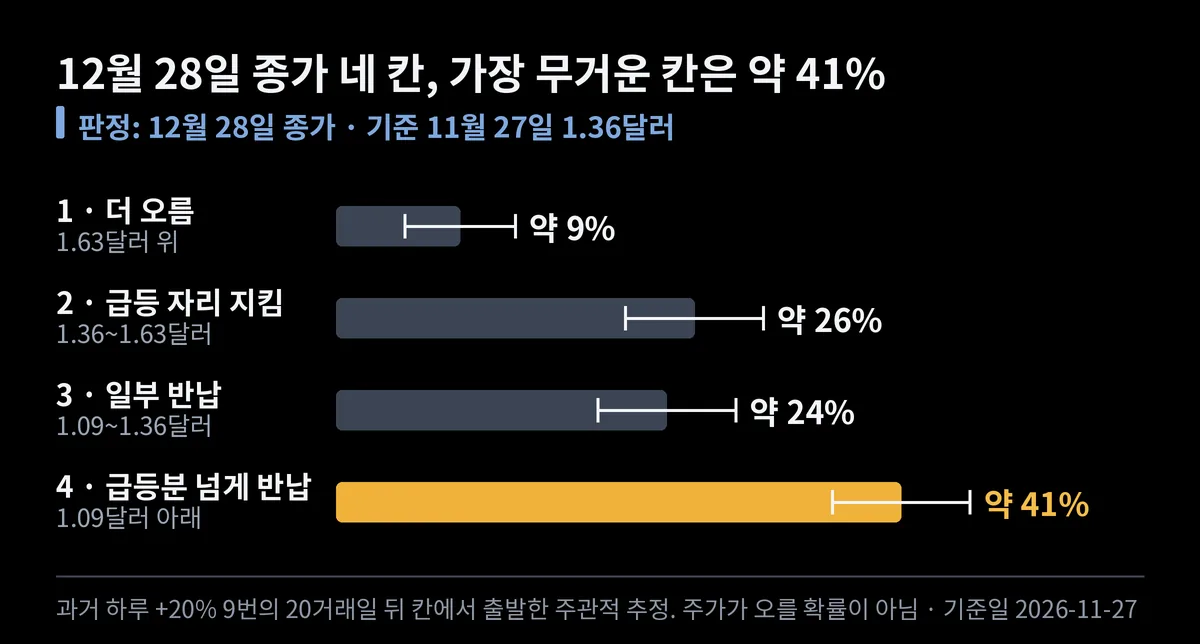 12월 28일 종가 네 칸, 가장 무거운 칸은 약 41%
판정: 12월 28일 종가 · 기준 11월 27일 1.36달러
1 · 더 오름
1.63달러 위
약 9%
2 · 급등 자리 지킴
1.36~1.63달러
약 26%
3 · 일부 반납
1.09~1.36달러
약 24%
4 · 급등분 넘게 반납
1.09달러 아래
약 41%
과거 하루 +20% 9번의 20거래일 뒤 칸에서 출발한 주관적 추정. 주가가 오를 확률이 아님 · 기준일 2026-11-27